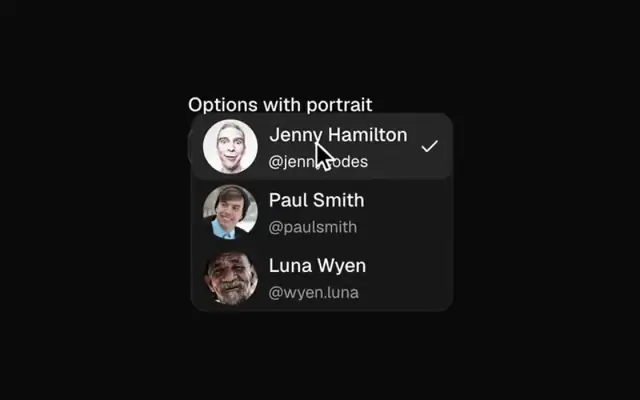 Options with portrait
Jenny Hamilton
Paul Smith
@paulsmith
Luna Wyen
@wyen.luna